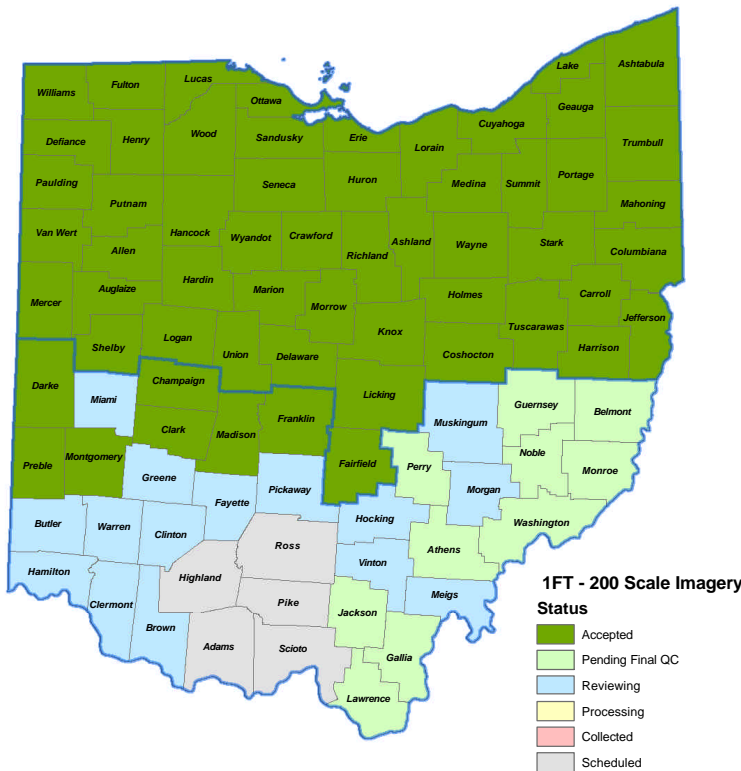 Lake
Ashtabula
Lucas
Fulton
Williams
Ottawa
Geauga
Cuyahoga
Wood
Sandusky
Erie
Henry
Defiance
Lorain
Trumbull
Portage
Huron
Medina
Summit
Paulding
Seneca
Putnam
Mahoning
Van Wert
Hancock
Wyandot
Crawford
Ashland
Wayne
Stark
Allen
Richland
Columbiana
Hardin
Auglaize
Marion
Holmes
Carroll
Mercer
Morrow
Jefferson
Knox
Tuscarawas
Logan
Shelby
Union
Delaware
Coshocton
Harrison
Champaign
Darke
Licking
Miami
Guernsey
Belmont
Franklin
Muskingum
Clark
Madison
Noble
Montgomery
Preble
Fairfield
Perry
Monroe
Greene
Pickaway
Morgan
Fayette
Hocking
Washington
Butler
Warren
Clinton
Ross
Athens
Vinton
Hamilton
Highland
1FT - 200 Scale Imagery
Meigs
Clermont
Pike
Jackson
Status
Brown
Accepted
Adams
Scioto
Gallia
Pending Final QC
Reviewing
Lawrence
Processing
Collected
Scheduled